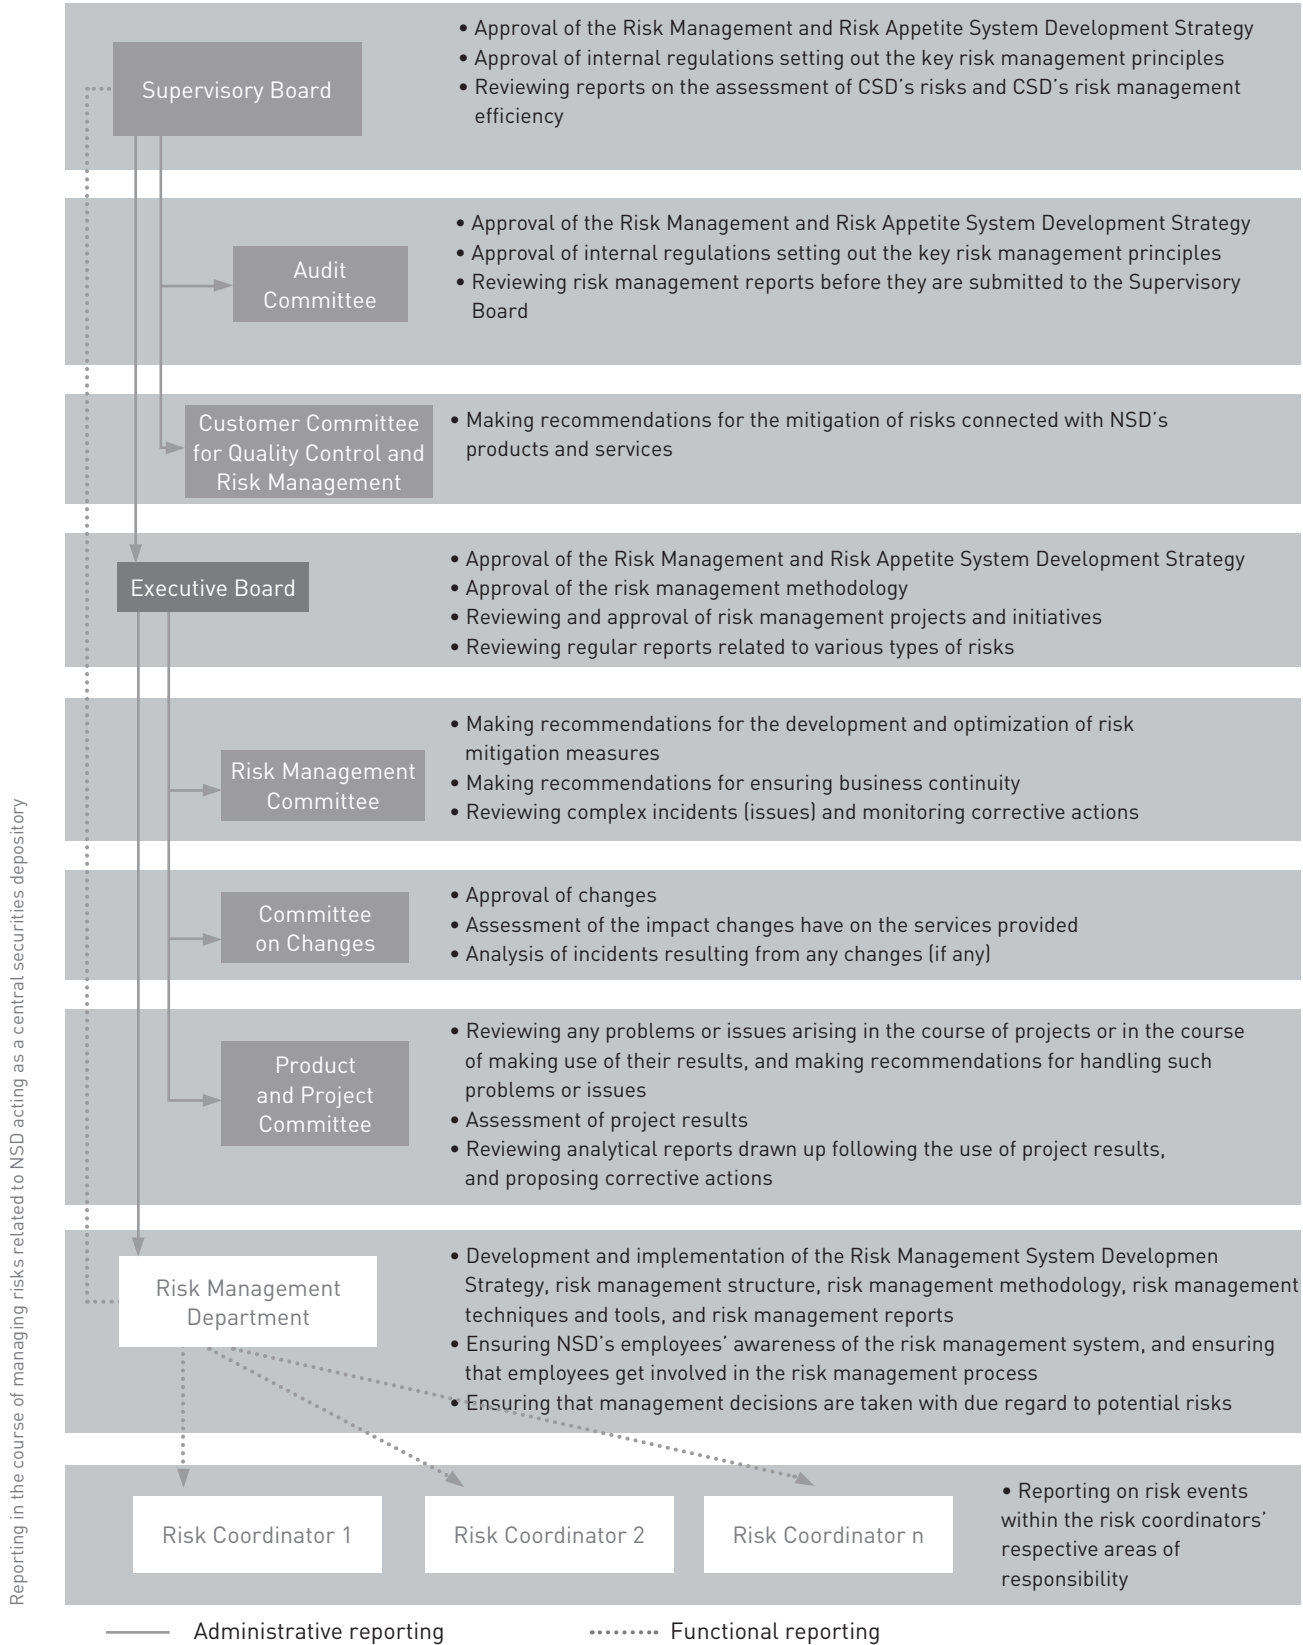 Supervisory Board
• Approval of the Risk Management and Risk Appetite System Development Strategy
• Approval of internal regulations setting out the key risk management principles
• Reviewing reports on the assessment of CSD's risks and CSD's risk management
efficiency
Audit
Committee
• Approval of the Risk Management and Risk Appetite System Development Strategy
• Approval of internal regulations setting out the key risk management principles
• Reviewing risk management reports before they are submitted to the Supervisory
Board
Customer Committee
for Quality Control and
Risk Management
• Making recommendations for the mitigation of risks connected with NSD's
products and services
Executive Board
• Approval of the Risk Management and Risk Appetite System Development Strategy
• Approval of the risk management methodology
• Reviewing and approval of risk management projects and initiatives
• Reviewing regular reports related to various types of risks
Risk Management
Committee
• Making recommendations for the development and optimization of risk
mitigation measures
• Making recommendations for ensuring business continuity
• Reviewing complex incidents (issues) and monitoring corrective actions
Committee
on Changes
• Approval of changes
• Assessment of the impact changes have on the services provided
• Analysis of incidents resulting from any changes (if any)
Product
and Project
Committee
• Reviewing any problems or issues arising in the course of projects or in the course
of making use of their results, and making recommendations for handling such
problems or issues
• Assessment of project results
• Reviewing analytical reports drawn up following the use of project results,
and proposing corrective actions
Risk Management
Department
• Development and implementation of the Risk Management System Developmen
Strategy, risk management structure, risk management methodology, risk management
techniques and tools, and risk management reports
• Ensuring NSD's employees' awareness of the risk management system, and ensuring
that employees get involved in the risk management process
• Ensuring that management decisions are taken with due regard to potential risks
Risk Coordinator 1
Risk Coordinator 2
Risk Coordinator n
• Reporting on risk events
within the risk coordinators'
respective areas of
responsibility
Reporting in the course of managing risks related to NSD acting as a central securities depository
Administrative reporting
Functional reporting